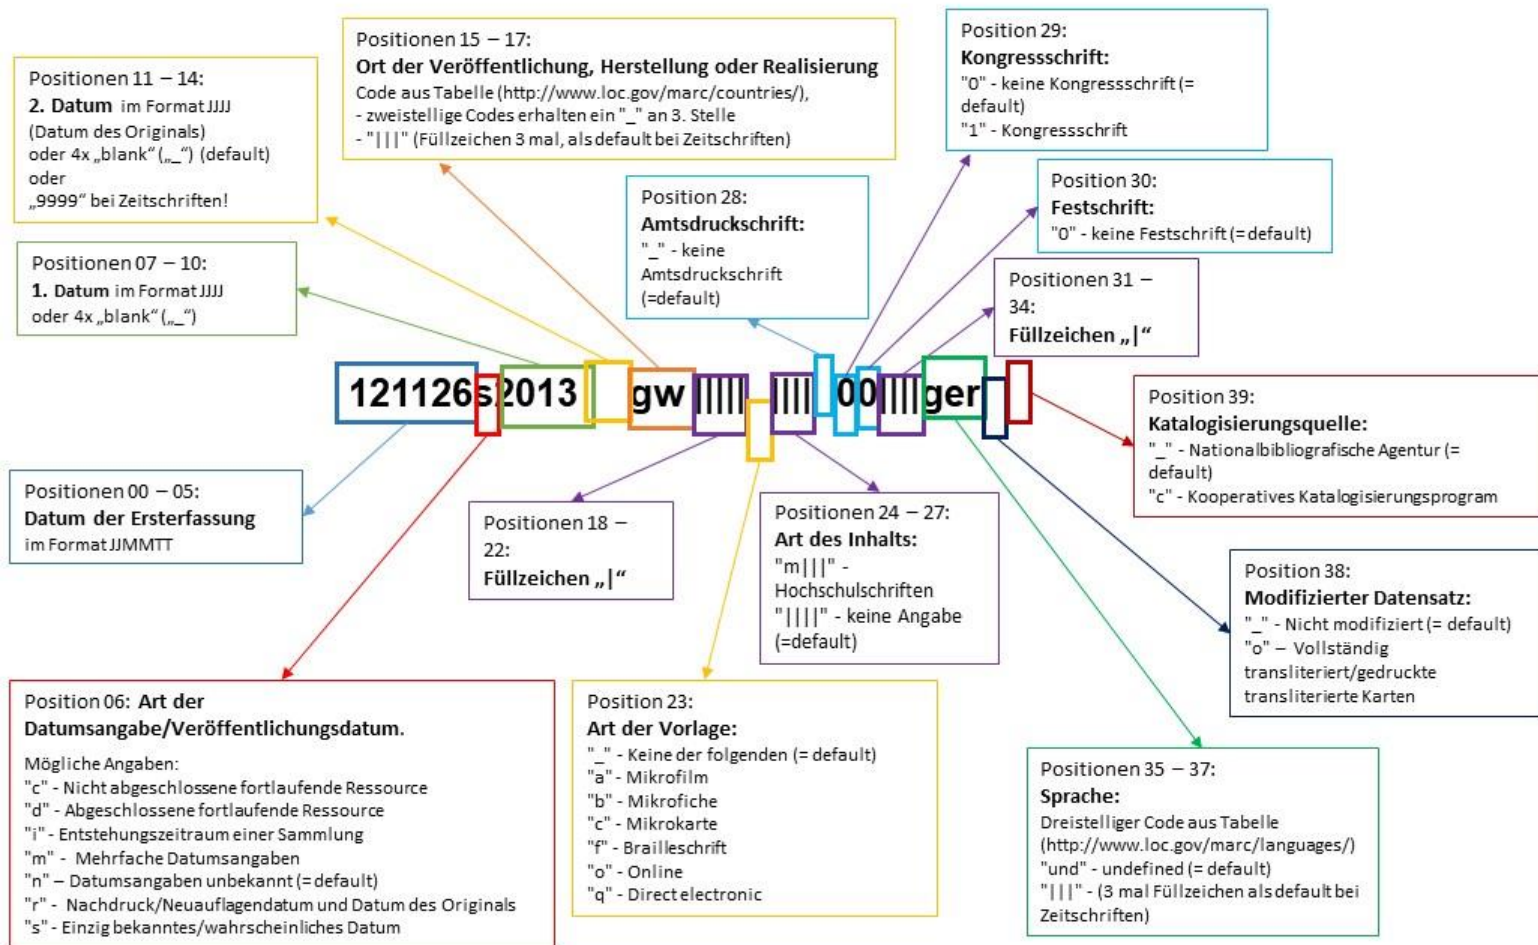 Positionen 11 – 14:
2. Datum im Format JJJJ
(Datum des Originals)
oder 4x „blank“ („_“) (default)
oder
„9999“ bei Zeitschriften!
Positionen 15 – 17:
Ort der Veröffentlichung, Herstellung oder Realisierung
Code aus Tabelle (http://www.loc.gov/marc/countries/),
- zweistellige Codes erhalten ein "_" an 3. Stelle
- "|||" (Füllzeichen 3 mal, als default bei Zeitschriften)
Position 29:
Kongressschrift:
"0" - keine Kongressschrift (=
default)
"1" - Kongressschrift
Position 28:
Amtsdruckschrift:
"_" - keine
Amtsdruckschrift
(=default)
Position 30:
Festschrift:
"0" - keine Festschrift (= default)
Positionen 07 – 10:
1. Datum im Format JJJJ
oder 4x „blank“ („_“)
Positionen 31 –
34:
Füllzeichen „|“
121126s2013 gw ||||| |||| 00||||ger
Position 39:
Katalogisierungsquelle:
"_" - Nationalbibliografische Agentur (=
default)
"c" - Kooperatives Katalogisierungsprogram
Positionen 00 – 05:
Datum der Ersterfassung
im Format JJMMTT
Positionen 18 –
22:
Füllzeichen „|“
Positionen 24 – 27:
Art des Inhalts:
"m|||" -
Hochschulschriften
"||||" - keine Angabe
(=default)
Position 38:
Modifizierter Datensatz:
"_" - Nicht modifiziert (= default)
"o" – Vollständig
transliteriert/gedruckte
transliterierte Karten
Position 06: Art der
Datumsangabe/Veröffentlichungsdatum.
Mögliche Angaben:
"c" - Nicht abgeschlossene fortlaufende Ressource
"d" - Abgeschlossene fortlaufende Ressource
"i" - Entstehungszeitraum einer Sammlung
"m" - Mehrfache Datumsangaben
"n" – Datumsangaben unbekannt (= default)
"r" - Nachdruck/Neuauflagendatum und Datum des Originals
"s" - Einzig bekanntes/wahrscheinliches Datum
Position 23:
Art der Vorlage:
"_" - Keine der folgenden (= default)
"a" - Mikrofilm
"b" - Mikrofiche
"c" - Mikrokarte
"f" - Brailleschrift
"o" - Online
"q" - Direct electronic
Positionen 35 – 37:
Sprache:
Dreistelliger Code aus Tabelle
(http://www.loc.gov/marc/languages/)
"und" - undefined (= default)
"|||" - (3 mal Füllzeichen als default bei
Zeitschriften)